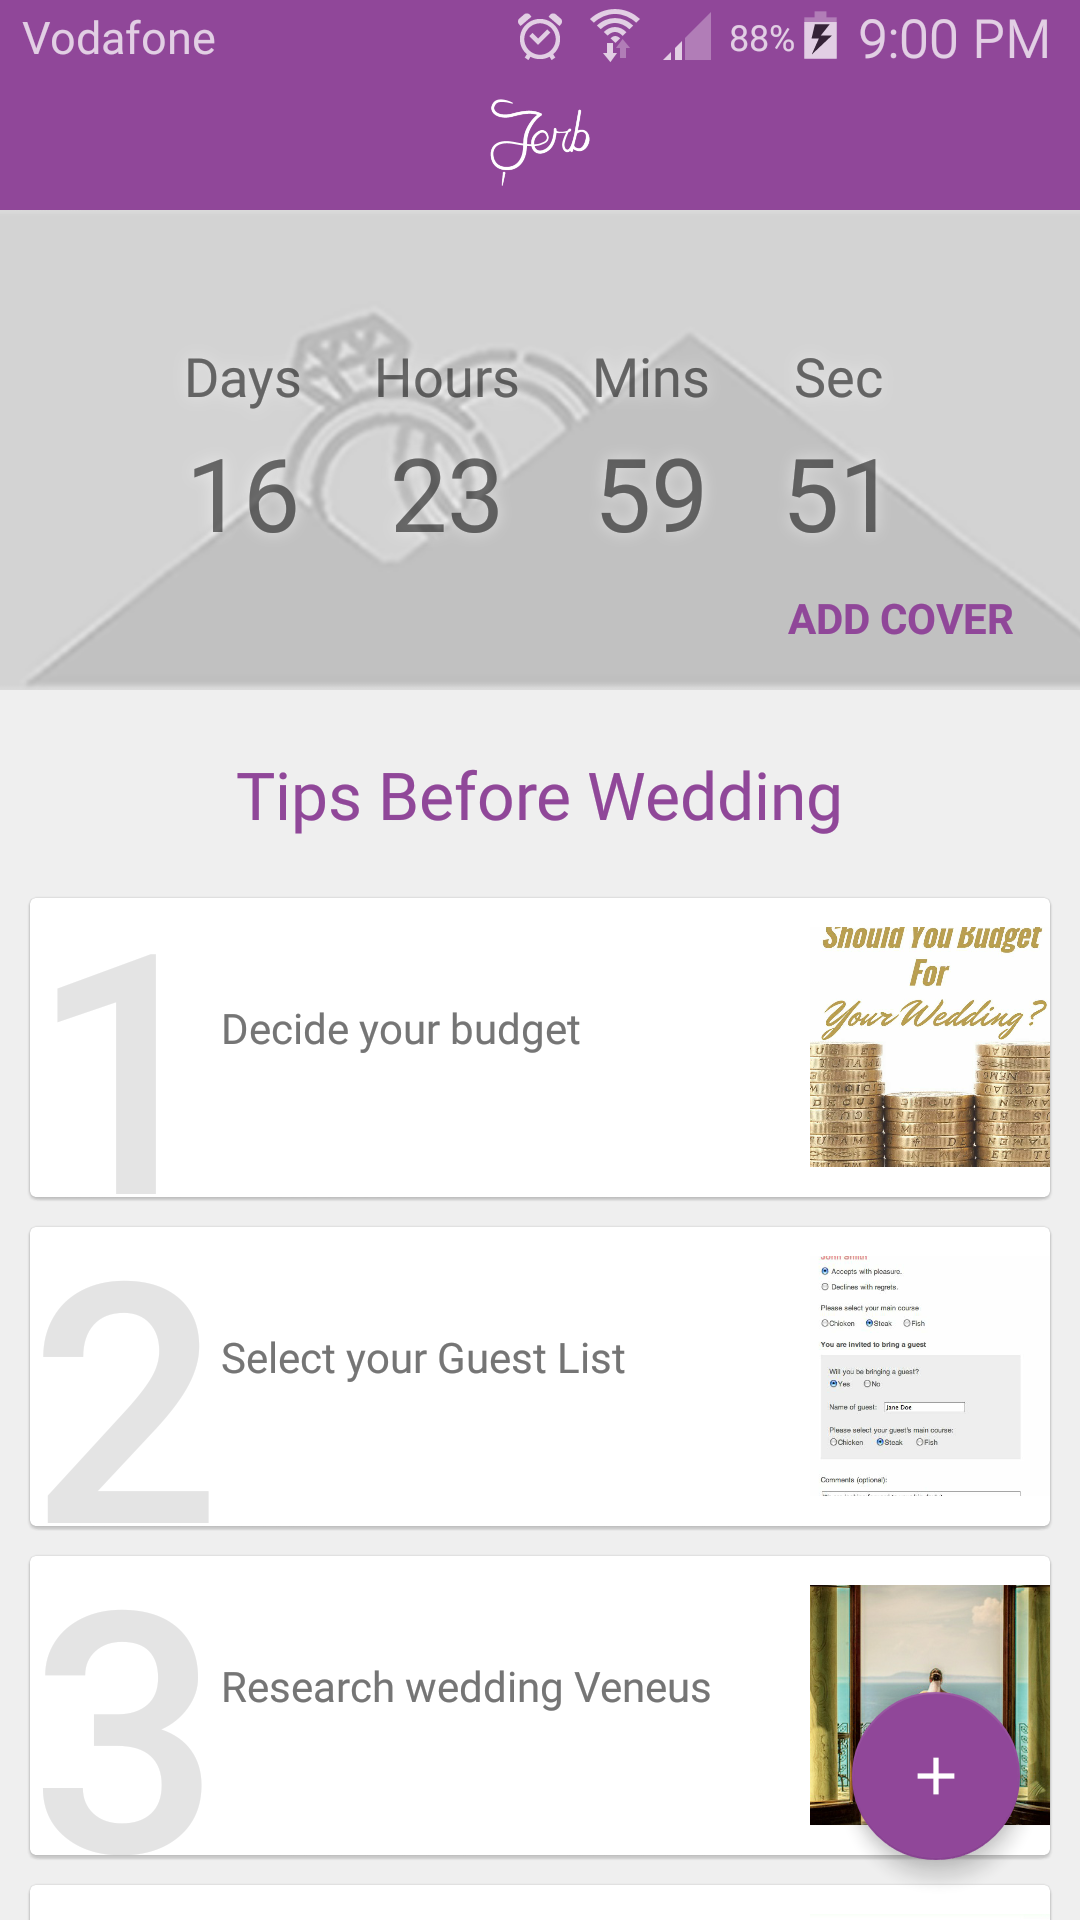 Vodafone 88% 9:00 PM
Jerb
Days Hours Mins Sec
16 23 59 51
ADD COVER
Tips Before Wedding
1
Decide your budget
Should You Budget
For
Your Wedding?
2
Select your Guest List
John Smith
Accepts with pleasure.
Declines with regrets.
Please select your main course
Chicken Steak Fish
You are invited to bring a guest
Will you be bringing a guest?
Yes No
Name of guest: Jane Doe
Please select your guest's main course:
Chicken Steak Fish
Comments (optional):
3
Research wedding Veneus
+